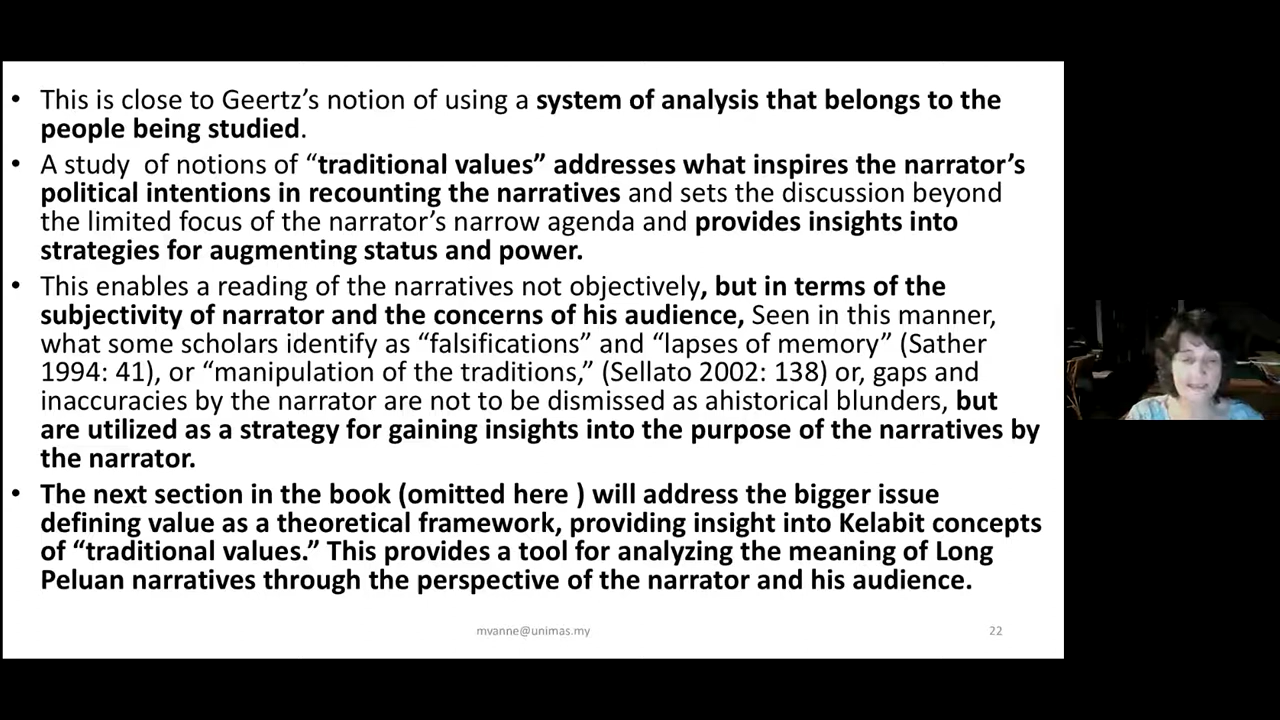 • This is close to Geertz’s notion of using a system of analysis that belongs to the
people being studied.
• A study  of notions of “traditional values” addresses what inspires the narrator’s
political intentions in recounting the narratives and sets the discussion beyond
the limited focus of the narrator’s narrow agenda and provides insights into
strategies for augmenting status and power.
• This enables a reading of the narratives not objectively, but in terms of the
subjectivity of narrator and the concerns of his audience, Seen in this manner,
what some scholars identify as “falsifications” and “lapses of memory” (Sather
1994: 41), or “manipulation of the traditions,” (Sellato 2002: 138) or, gaps and
inaccuracies by the narrator are not to be dismissed as ahistorical blunders, but
are utilized as a strategy for gaining insights into the purpose of the narratives by
the narrator.
• The next section in the book (omitted here ) will address the bigger issue
defining value as a theoretical framework, providing insight into Kelabit concepts
of “traditional values.” This provides a tool for analyzing the meaning of Long
Peluan narratives through the perspective of the narrator and his audience.
mvanne@unimas.my
22